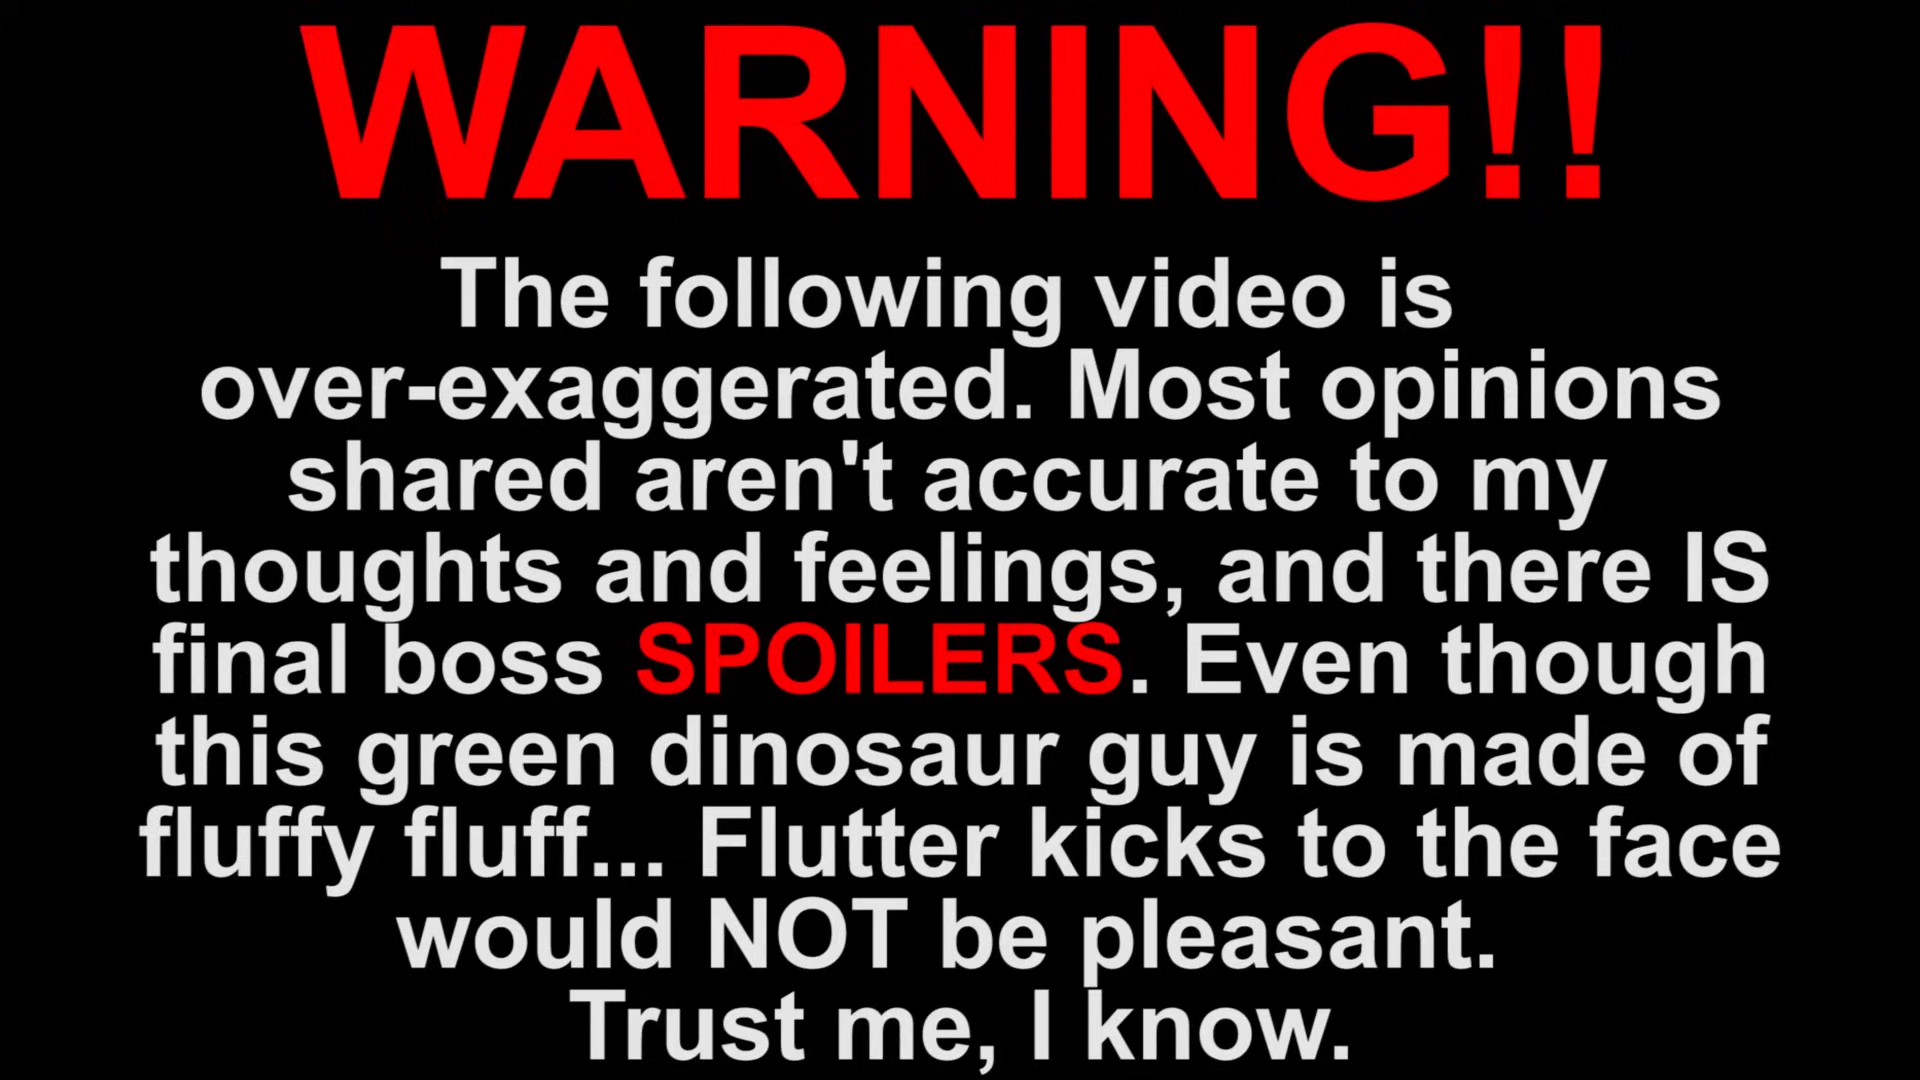 WARNING!!
The following video is
over-exaggerated. Most opinions
shared aren't accurate to my
thoughts and feelings, and there IS
final boss SPOILERS. Even though
this green dinosaur guy is made of
fluffy fluff... Flutter kicks to the face
would NOT be pleasant.
Trust me, I know.